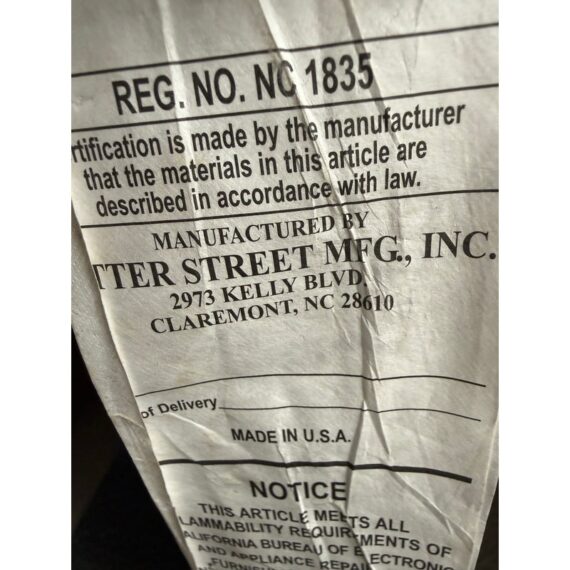 REG. NO. NC 1835
rtification is made by the manufacturer
that the materials in this article are
described in accordance with law.
MANUFACTURED BY
TTER STREET MFG., INC.
2973 KELLY BLVD.
CLAREMONT, NC 28610
of Delivery
MADE IN U.S.A.
NOTICE
THIS ARTICLE MEETS ALL
LAMMABILITY REQUIREMENTS OF
ALIFORNIA BUREAU OF ELECTRONIC
AND APPLIANCE REPAI
FURNISH